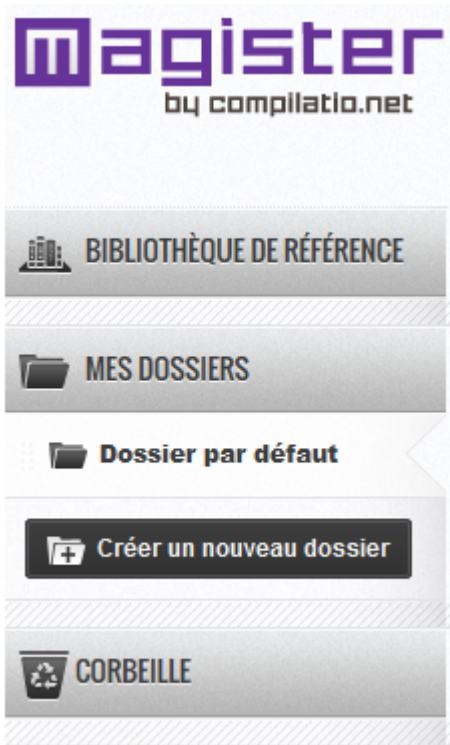 magister
by compilatio.net
BIBLIOTHÈQUE DE RÉFÉRENCE
MES DOSSIERS
Dossier par défaut
Créer un nouveau dossier
CORBEILLE